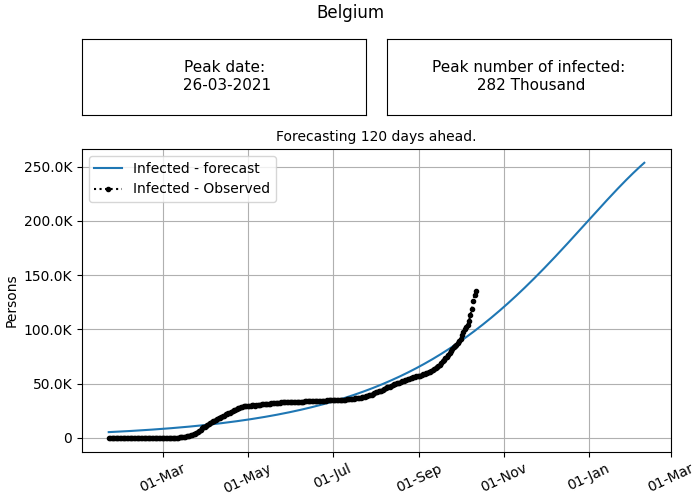 Belgium
Peak date:
26-03-2021
Peak number of infected:
282 Thousand
Forecasting 120 days ahead.
Infected - forecast
Infected - Observed
Persons
250.0K
200.0K
150.0K
100.0K
50.0K
0
01-Mar
01-May
01-Jul
01-Sep
01-Nov
01-Jan
01-Mar